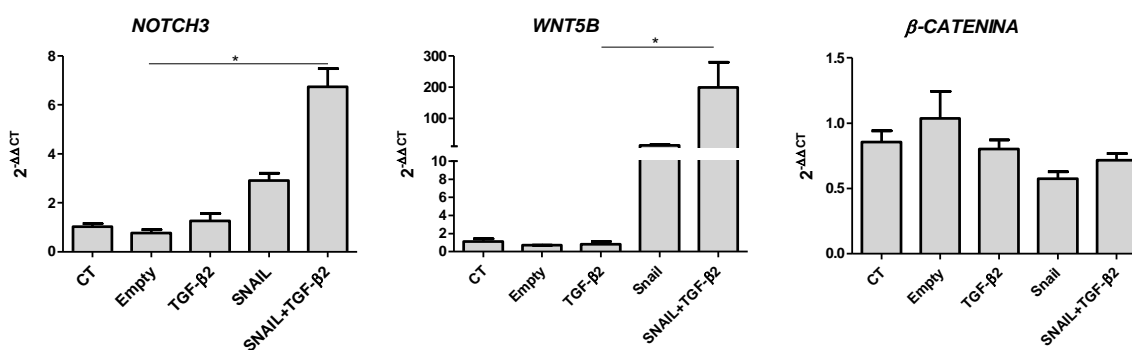 NOTCH3
*
8
6
4
2
0
2-ΔΔCT
CT
Empty
TGF-β2
SNAIL
SNAIL+TGF-β2
WNT5B
*
300
200
100
10
8
6
4
2
0
2-ΔΔCT
CT
Empty
TGF-β2
Snail
SNAIL+TGF-β2
β-CATENINA
1.5
1.0
0.5
0.0
2-ΔΔCT
CT
Empty
TGF-β2
Snail
SNAIL+TGF-β2